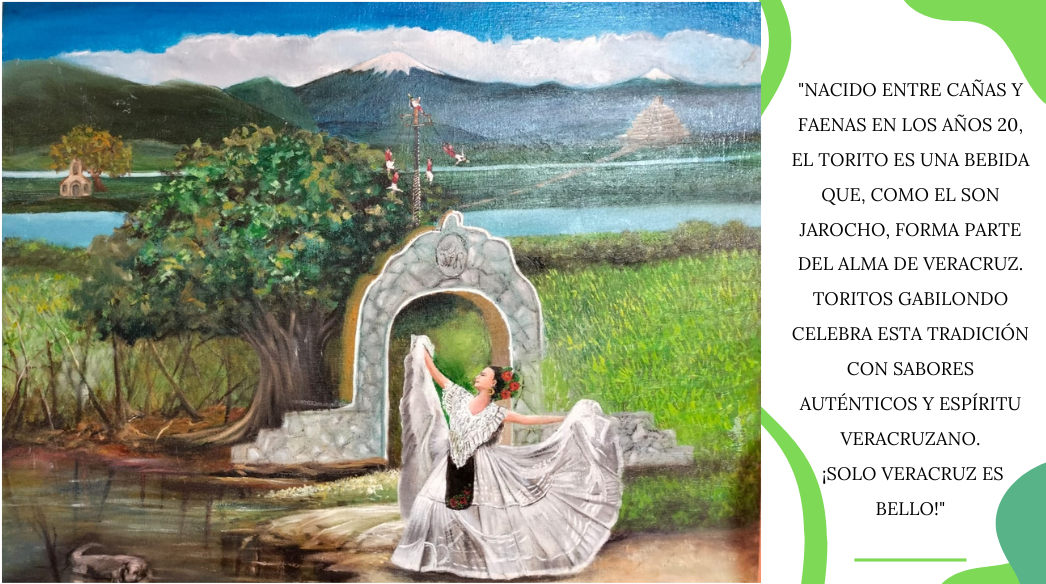 "NACIDO ENTRE CAÑAS Y
FAENAS EN LOS AÑOS 20,
EL TORITO ES UNA BEBIDA
QUE, COMO EL SON
JAROCHO, FORMA PARTE
DEL ALMA DE VERACRUZ.
TORITOS GABILONDO
CELEBRA ESTA TRADICIÓN
CON SABORES
AUTÉNTICOS Y ESPÍRITU
VERACRUZANO.
¡SOLO VERACRUZ ES
BELLO!"